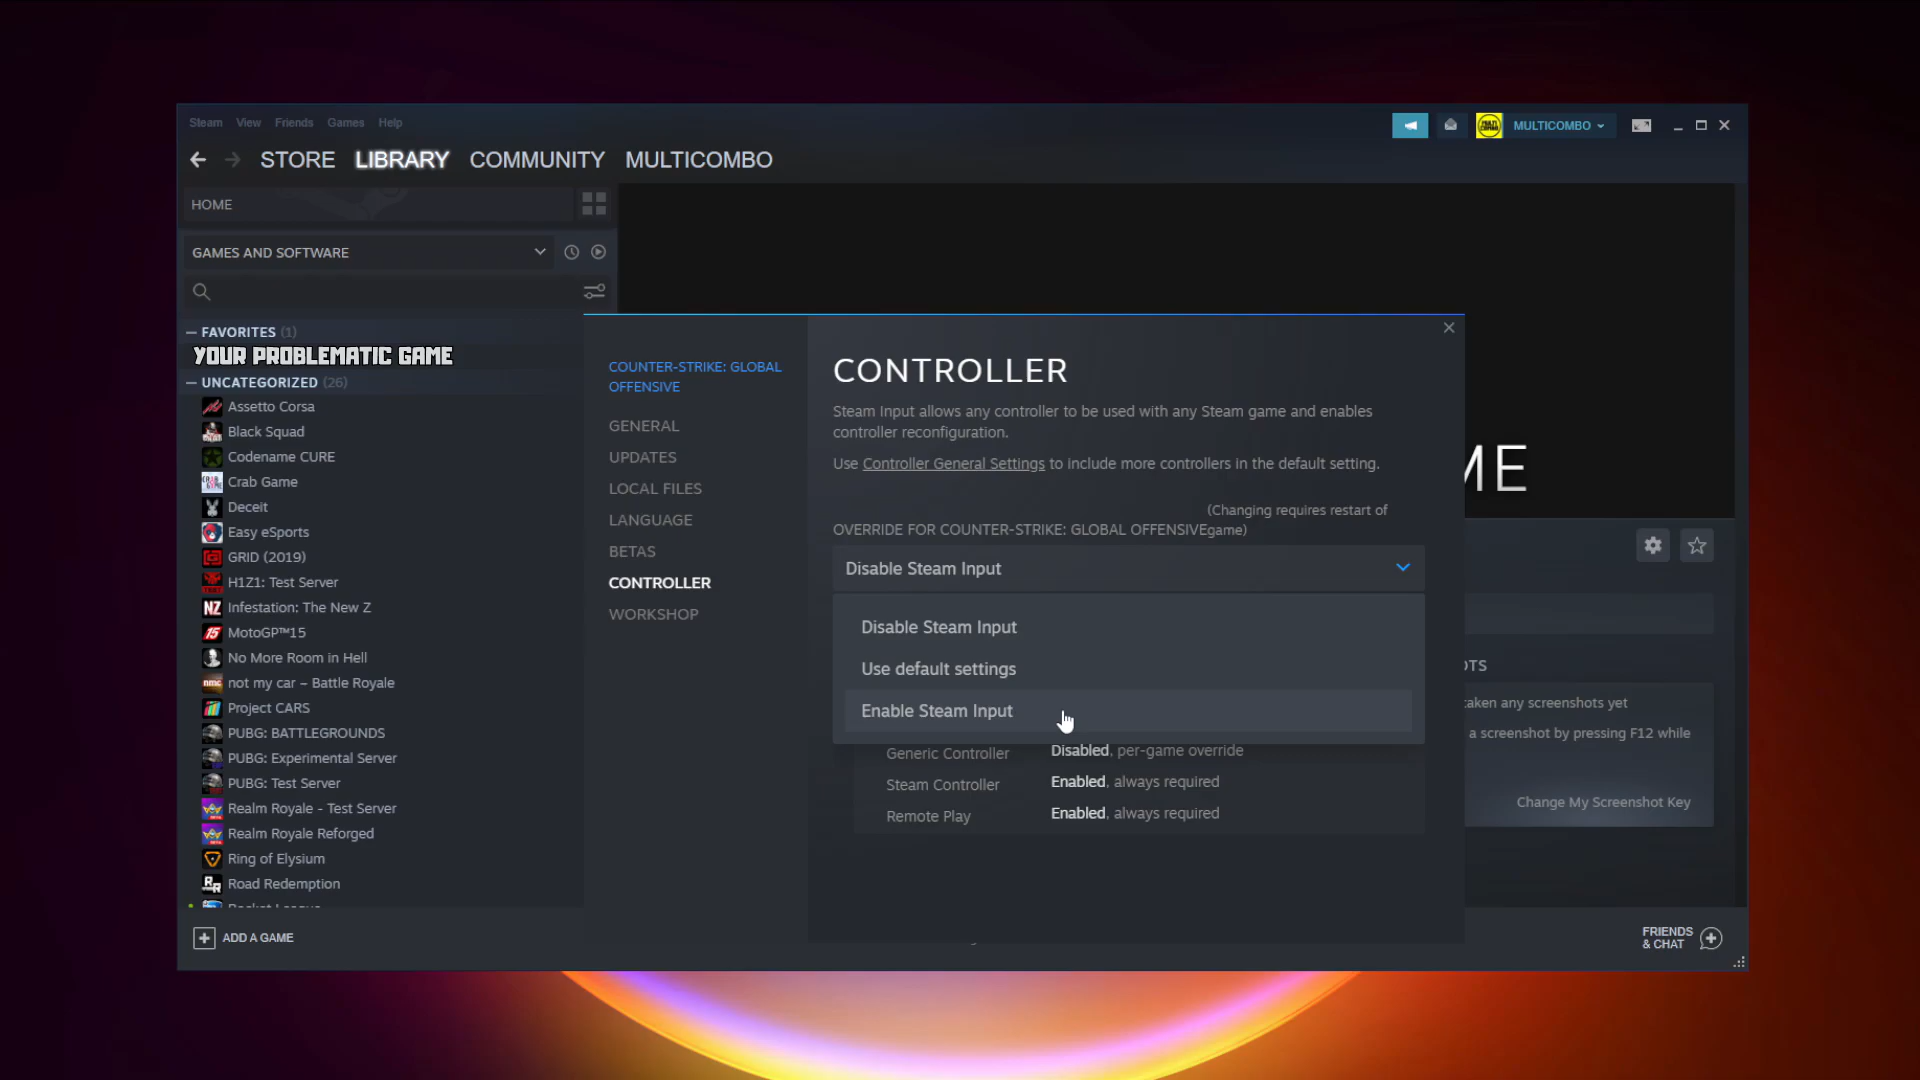 Steam View Friends Games Help
MULTICOMBO
STORE LIBRARY COMMUNITY MULTICOMBO
HOME
GAMES AND SOFTWARE
FAVORITES (1)
YOUR PROBLEMATIC GAME
UNCATEGORIZED (26)
Assetto Corsa
Black Squad
Codename CURE
Crab Game
Deceit
Easy eSports
GRID (2019)
H1Z1: Test Server
Infestation: The New Z
MotoGP™15
No More Room in Hell
not my car – Battle Royale
Project CARS
PUBG: BATTLEGROUNDS
PUBG: Experimental Server
PUBG: Test Server
Realm Royale - Test Server
Realm Royale Reforged
Ring of Elysium
Road Redemption
ADD A GAME
COUNTER-STRIKE: GLOBAL
OFFENSIVE
GENERAL
UPDATES
LOCAL FILES
LANGUAGE
BETAS
CONTROLLER
WORKSHOP
CONTROLLER
Steam Input allows any controller to be used with any Steam game and enables
controller reconfiguration.
Use Controller General Settings to include more controllers in the default setting.
(Changing requires restart of
OVERRIDE FOR COUNTER-STRIKE: GLOBAL OFFENSIVEgame)
Disable Steam Input
Disable Steam Input
Use default settings
Enable Steam Input
Generic Controller Disabled, per-game override
Steam Controller Enabled, always required
Remote Play Enabled, always required
ME
OTS
taken any screenshots yet
a screenshot by pressing F12 while
Change My Screenshot Key
FRIENDS
& CHAT